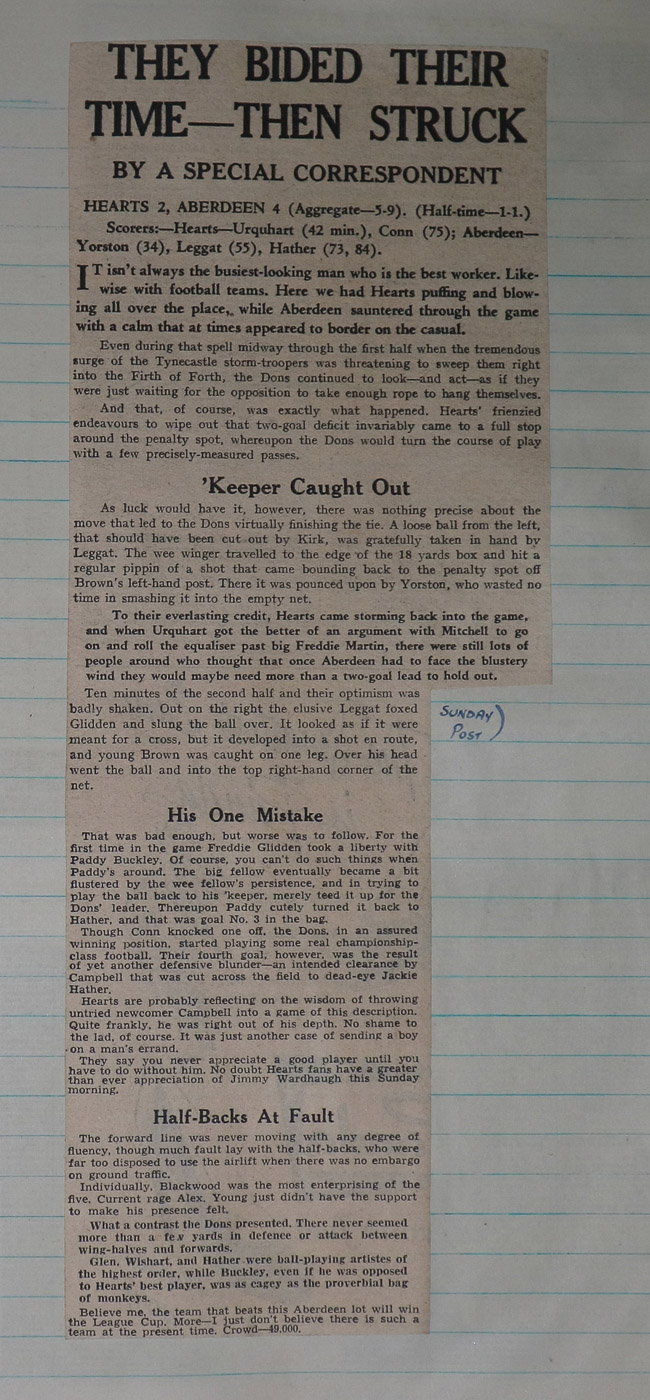 THEY BIDED THEIR
TIME—THEN STRUCK
BY A SPECIAL CORRESPONDENT
HEARTS 2, ABERDEEN 4 (Aggregate—5-9). (Half-time—1-1.)
Scorers:—Hearts—Urquhart (42 min.), Conn (75); Aberdeen—
Yorston (34), Leggat (55), Hather (73, 84).
IT isn't always the busiest-looking man who is the best worker. Like-
wise with football teams. Here we had Hearts puffing and blow-
ing all over the place, while Aberdeen sauntered through the game
with a calm that at times appeared to border on the casual.
Even during that spell midway through the first half when the tremendous
surge of the Tynecastle storm-troopers was threatening to sweep them right
into the Firth of Forth, the Dons continued to look—and act—as if they
were just waiting for the opposition to take enough rope to hang themselves.
And that, of course, was exactly what happened. Hearts' frienzied
endeavours to wipe out that two-goal deficit invariably came to a full stop
around the penalty spot, whereupon the Dons would turn the course of play
with a few precisely-measured passes.
'Keeper Caught Out
As luck would have it, however, there was nothing precise about the
move that led to the Dons virtually finishing the tie. A loose ball from the left,
that should have been cut out by Kirk, was gratefully taken in hand by
Leggat. The wee winger travelled to the edge of the 18 yards box and hit a
regular pippin of a shot that came bounding back to the penalty spot off
Brown's left-hand post. There it was pounced upon by Yorston, who wasted no
time in smashing it into the empty net.
To their everlasting credit, Hearts came storming back into the game,
and when Urquhart got the better of an argument with Mitchell to go
on and roll the equaliser past big Freddie Martin, there were still lots of
people around who thought that once Aberdeen had to face the blustery
wind they would maybe need more than a two-goal lead to hold out.
Ten minutes of the second half and their optimism was
badly shaken. Out on the right the elusive Leggat foxed
Glidden and slung the ball over. It looked as if it were
meant for a cross, but it developed into a shot en route,
and young Brown was caught on one leg. Over his head
went the ball and into the top right-hand corner of the
net.
SUNDAY
POST
His One Mistake
That was bad enough, but worse was to follow. For the
first time in the game Freddie Glidden took a liberty with
Paddy Buckley. Of course, you can't do such things when
Paddy's around. The big fellow eventually became a bit
flustered by the wee fellow's persistence, and in trying to
play the ball back to his 'keeper, merely teed it up for the
Dons' leader. Thereupon Paddy cutely turned it back to
Hather, and that was goal No. 3 in the bag.
Though Conn knocked one off, the Dons, in an assured
winning position, started playing some real championship-
class football. Their fourth goal, however, was the result
of yet another defensive blunder—an intended clearance by
Campbell that was cut across the field to dead-eye Jackie
Hather.
Hearts are probably reflecting on the wisdom of throwing
untried newcomer Campbell into a game of this description.
Quite frankly, he was right out of his depth. No shame to
the lad, of course. It was just another case of sending a boy
on a man's errand.
They say you never appreciate a good player until you
have to do without him. No doubt Hearts fans have a greater
than ever appreciation of Jimmy Wardhaugh this Sunday
morning.
Half-Backs At Fault
The forward line was never moving with any degree of
fluency, though much fault lay with the half-backs, who were
far too disposed to use the airlift when there was no embargo
on ground traffic.
Individually, Blackwood was the most enterprising of the
five. Current rage Alex. Young just didn't have the support
to make his presence felt.
What a contrast the Dons presented. There never seemed
more than a few yards in defence or attack between
wing-halves and forwards.
Glen, Wishart, and Hather were ball-playing artistes of
the highest order, while Buckley, even if he was opposed
to Hearts' best player, was as cagey as the proverbial bag
of monkeys.
Believe me, the team that beats this Aberdeen lot will win
the League Cup. More—I just don't believe there is such a
team at the present time. Crowd—49,000.